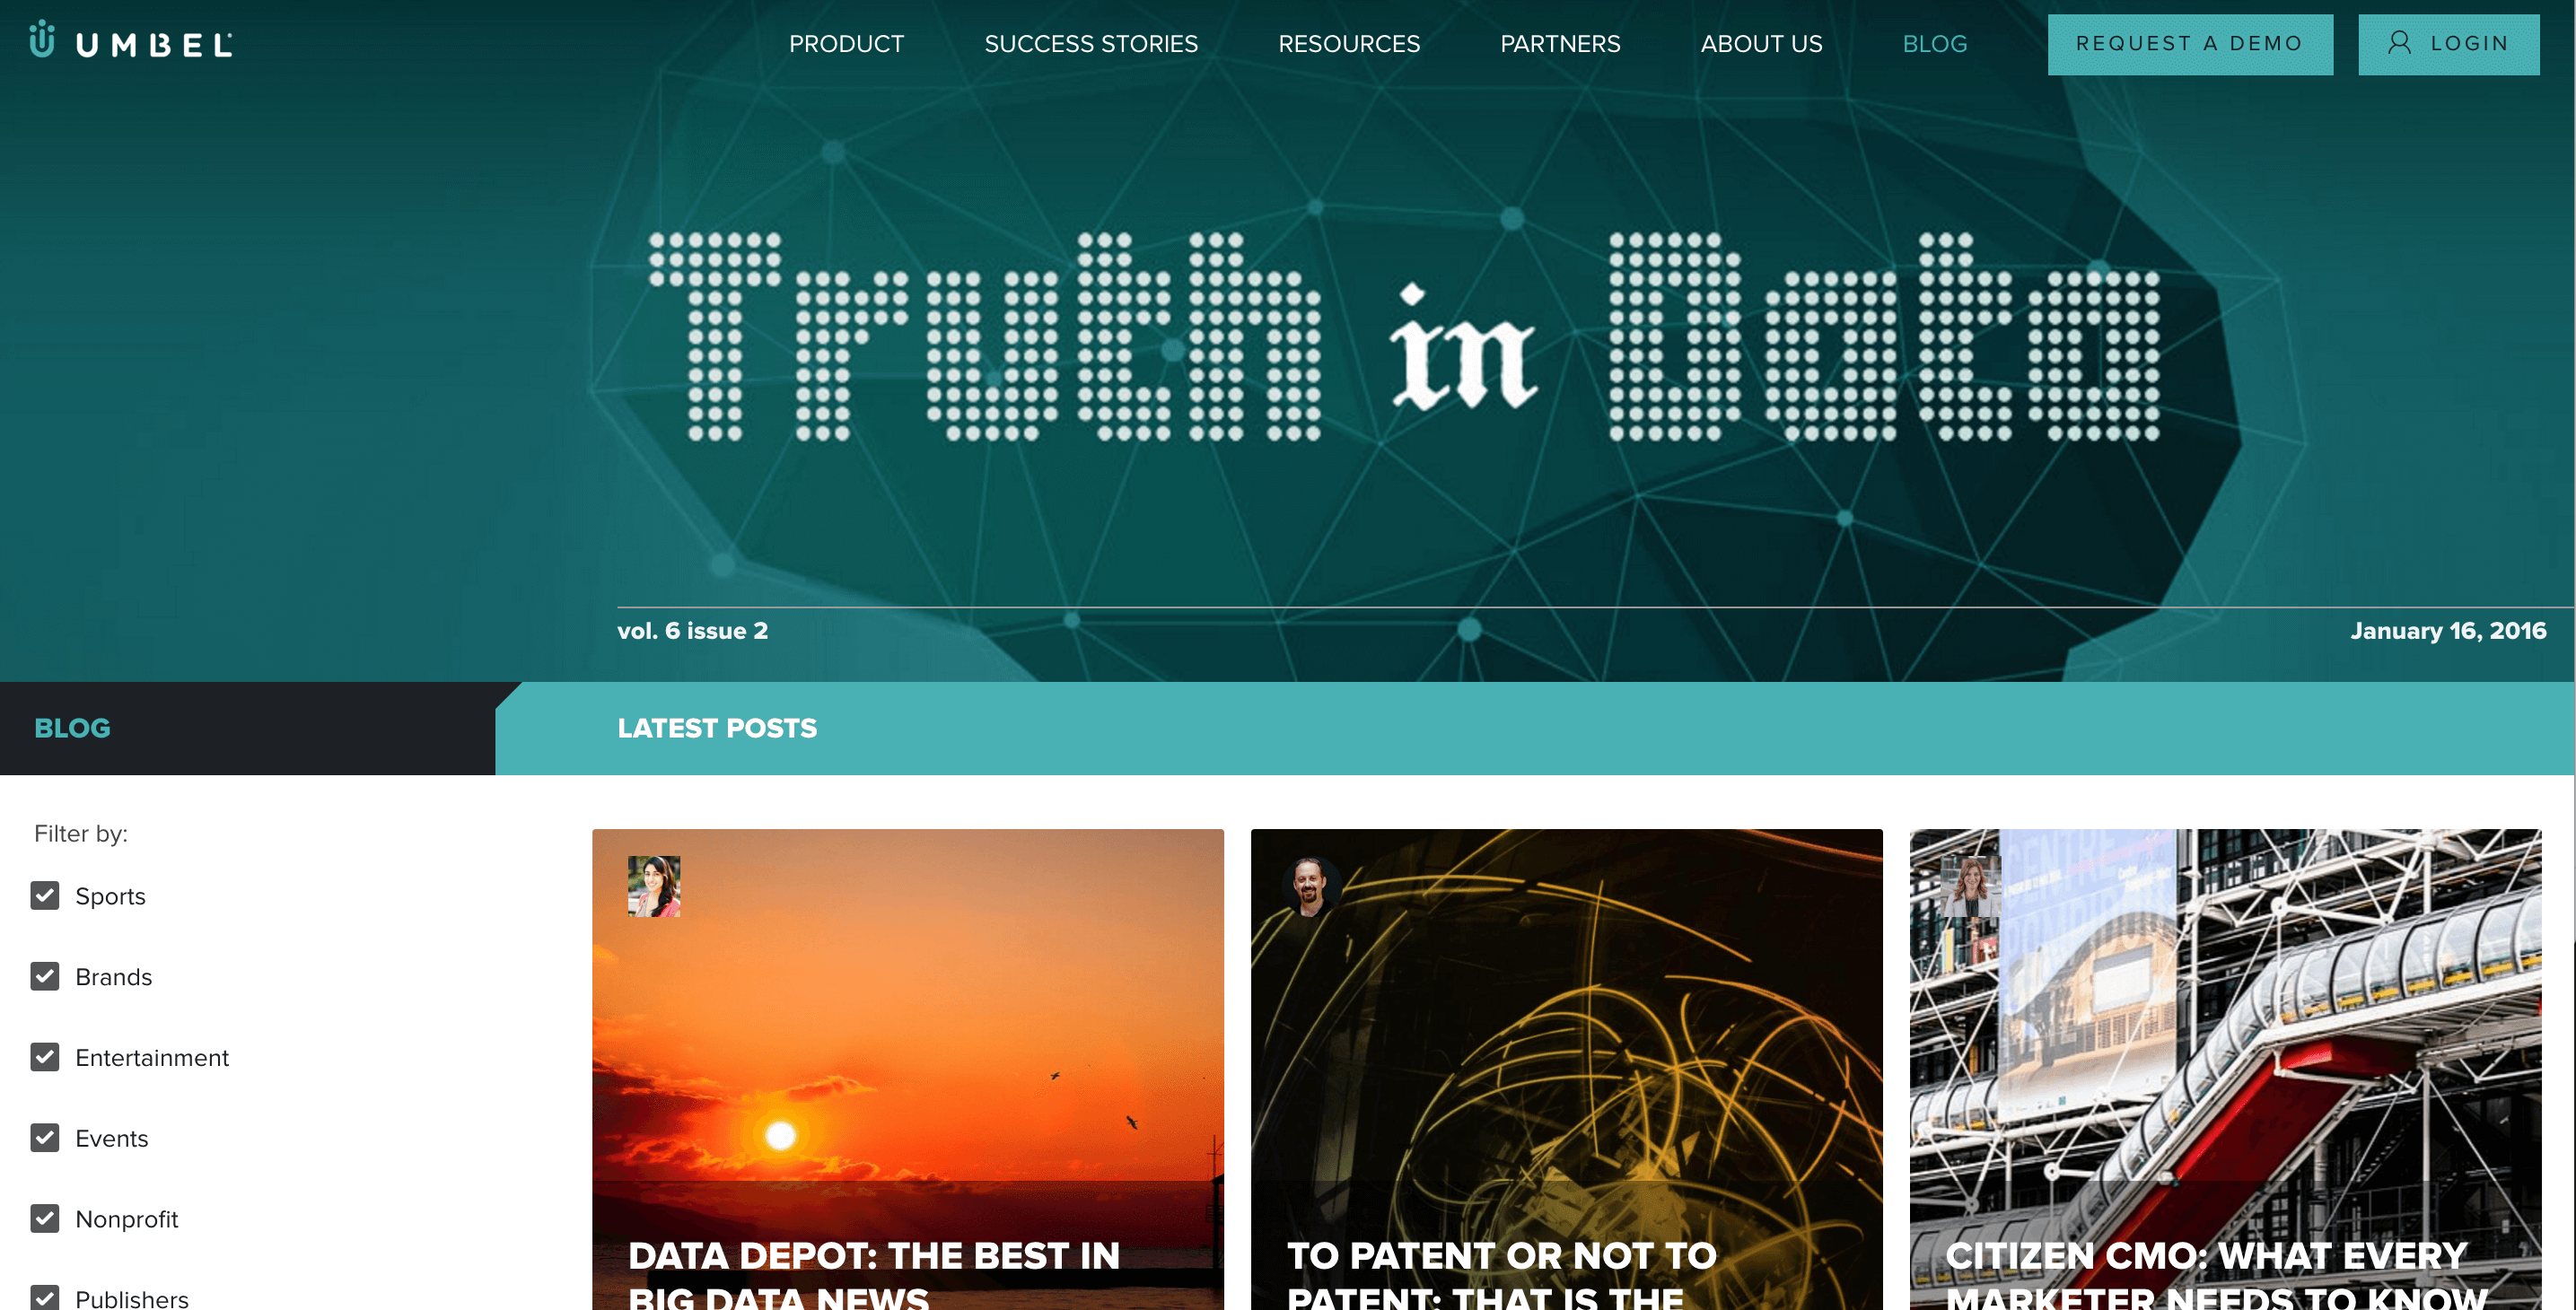 UMBEL
PRODUCT
SUCCESS STORIES
RESOURCES
PARTNERS
ABOUT US
BLOG
REQUEST A DEMO
LOGIN
Truth in Data
vol. 6 issue 2
January 16, 2016
BLOG
LATEST POSTS
Filter by:
Sports
Brands
Entertainment
Events
Nonprofit
Publishers
DATA DEPOT: THE BEST IN
BIG DATA NEWS
TO PATENT OR NOT TO
PATENT: THAT IS THE
CITIZEN CMO: WHAT EVERY
MARKETER NEEDS TO KNOW